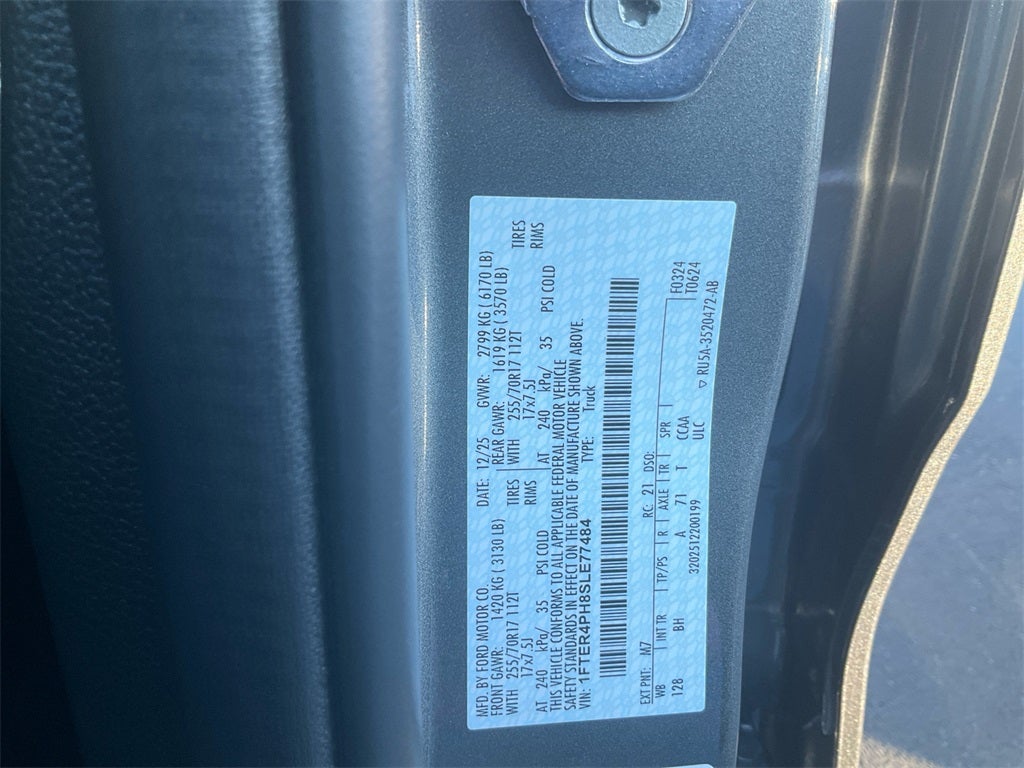 MFD. BY FORD MOTOR CO.
DATE: 12/25 GVWR: 2799 KG ( 6170 LB)
FRONT GAWR: 1420 KG ( 3130 LB) REAR GAWR: 1619 KG ( 3570 LB)
WITH 255/70R17 112T TIRES WITH 255/70R17 112T TIRES
17x7.5J RIMS 17x7.5J RIMS
AT 240 kPa/ 35 PSI COLD AT 240 kPa/ 35 PSI COLD
THIS VEHICLE CONFORMS TO ALL APPLICABLE FEDERAL MOTOR VEHICLE
SAFETY STANDARDS IN EFFECT ON THE DATE OF MANUFACTURE SHOWN ABOVE.
VIN: 1FTER4PH8SLE77484 TYPE: Truck
EXT PNT: M7 RC: 21 DSO: F0324
WB INT TR TP/PS R AXLE TR SPR T0624
128 BH A 71 T CCAA
3202512200199 ULC ▽ RU5A-3520472-AB